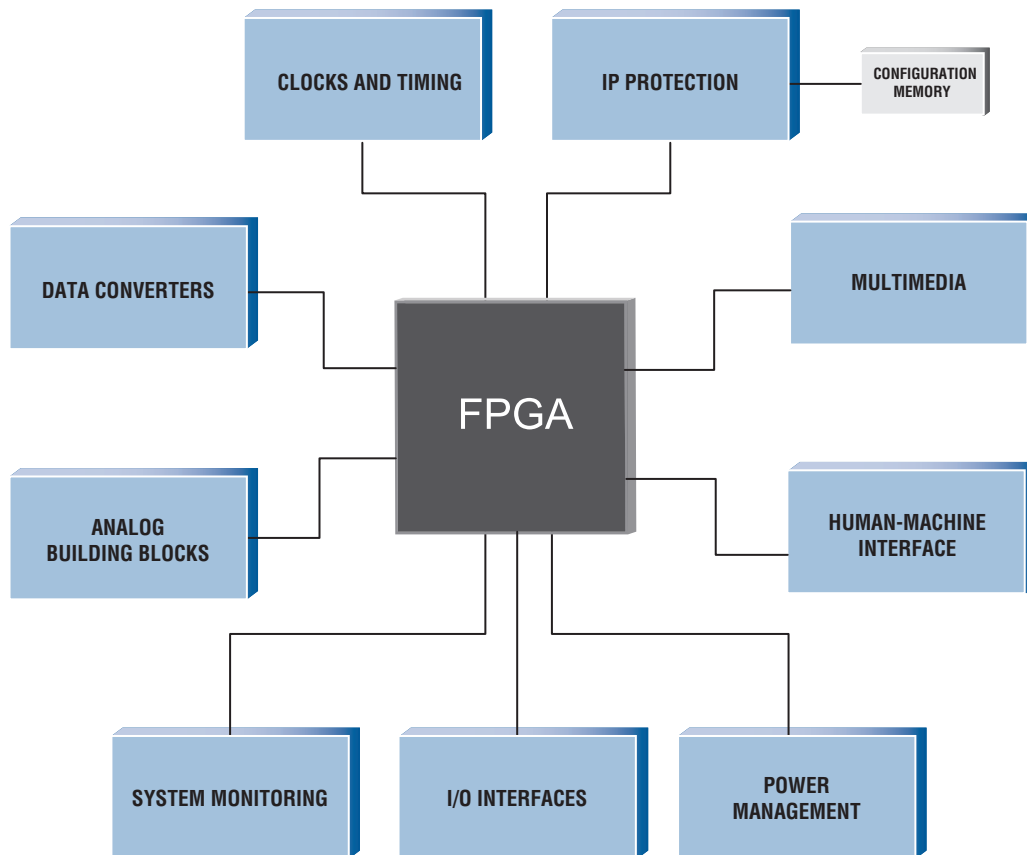 CLOCKS AND TIMING
IP PROTECTION
CONFIGURATION
MEMORY
DATA CONVERTERS
MULTIMEDIA
FPGA
ANALOG
BUILDING BLOCKS
HUMAN-MACHINE
INTERFACE
SYSTEM MONITORING
I/O INTERFACES
POWER
MANAGEMENT